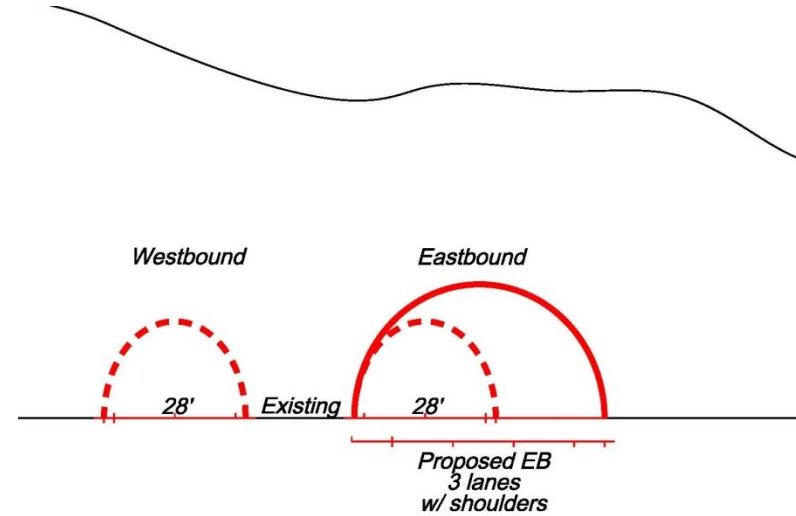 Westbound
Eastbound
28'
Existing
28'
Proposed EB
3 lanes
w/ shoulders